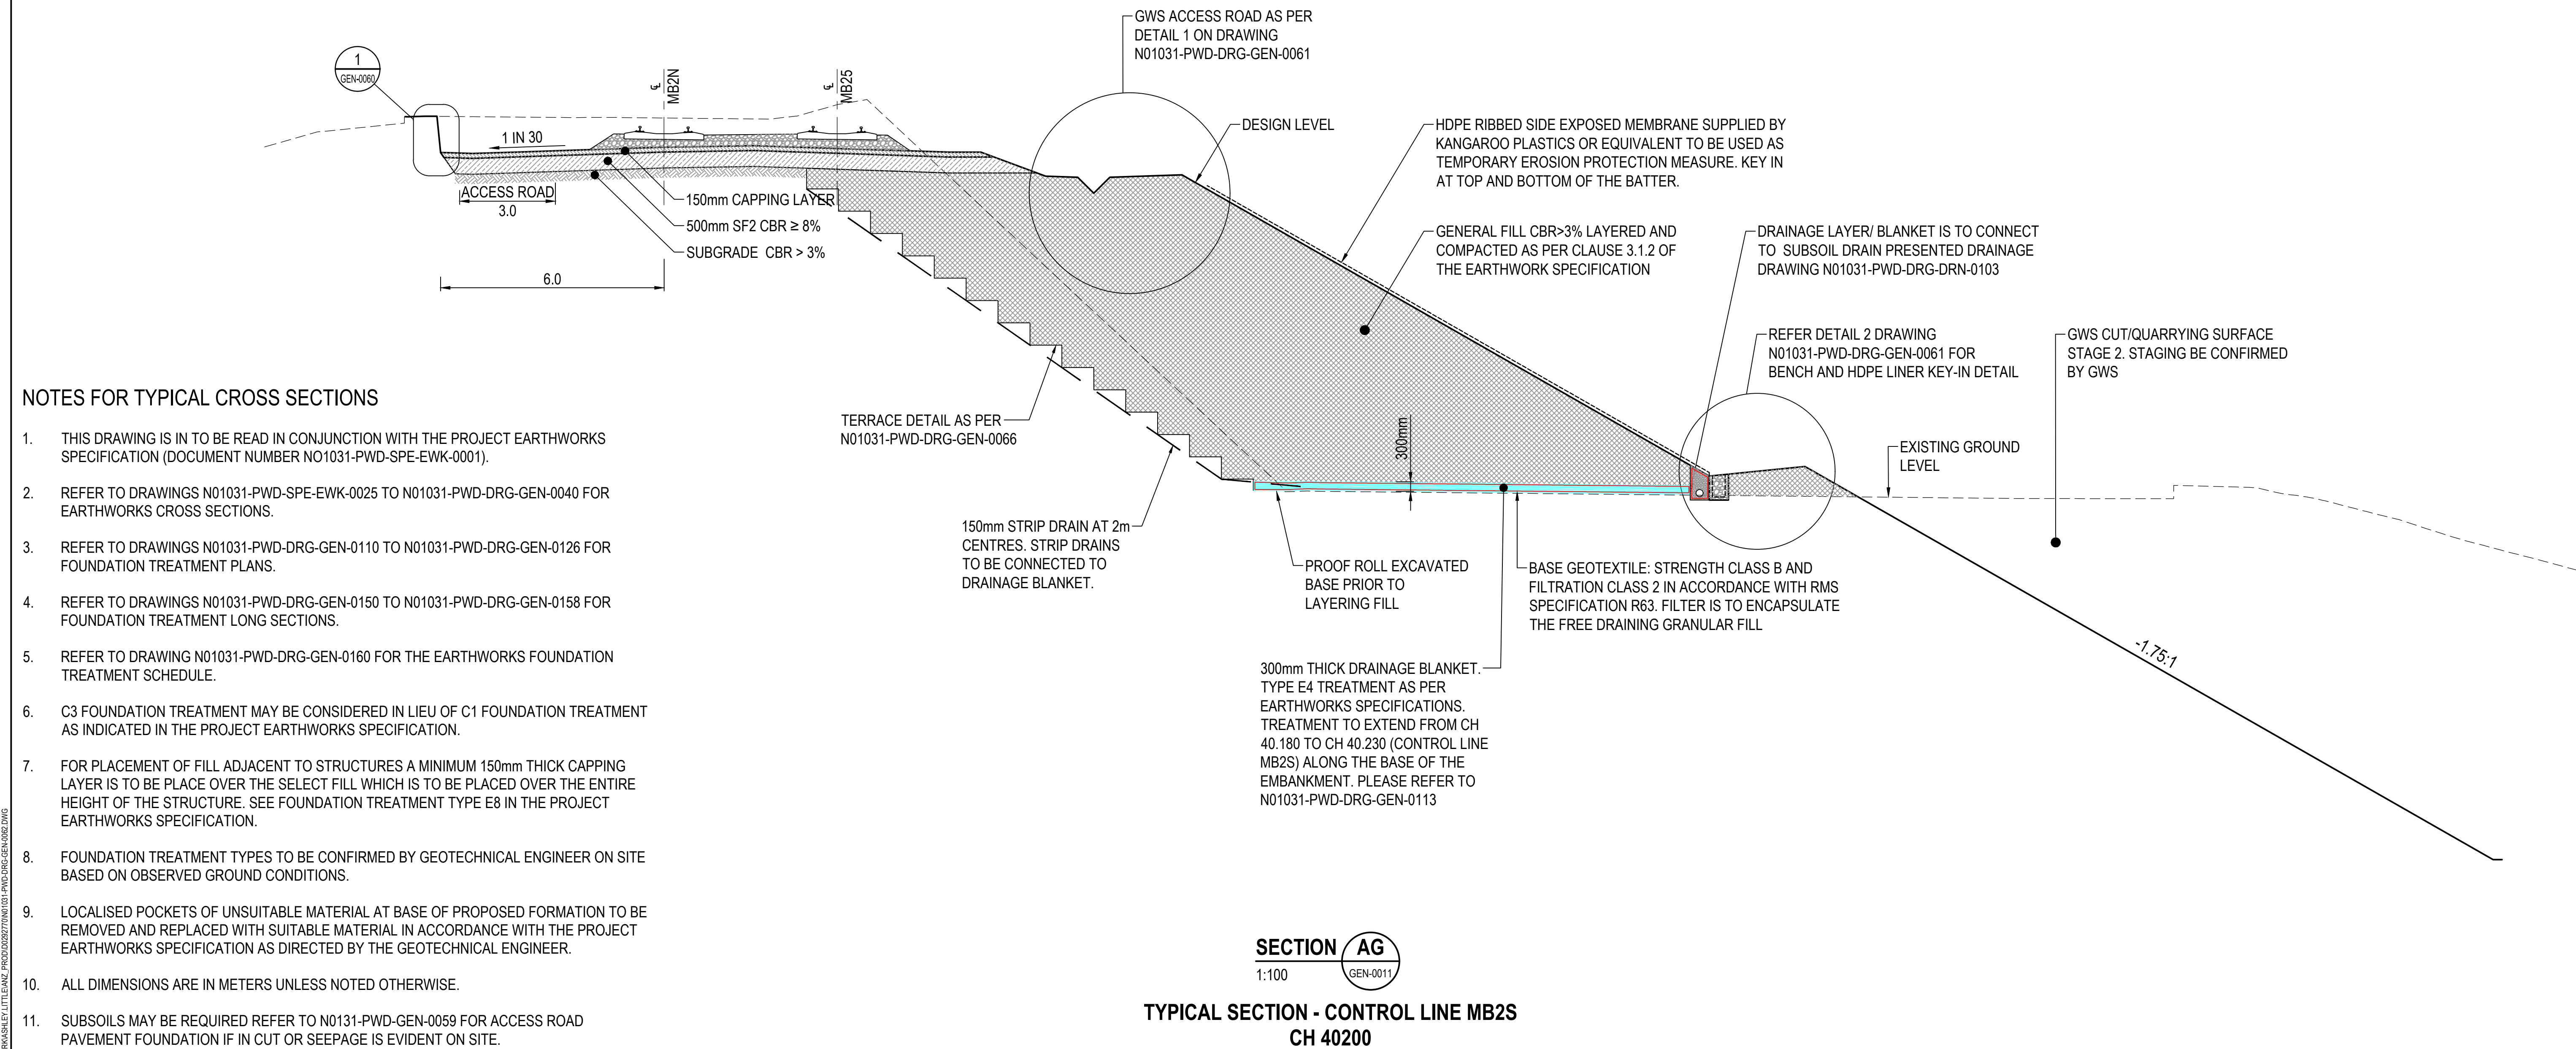 GWS ACCESS ROAD AS PER
DETAIL 1 ON DRAWING
N01031-PWD-DRG-GEN-0061
1
GEN-0060
℄ MB2N
℄ MB25
1 IN 30
DESIGN LEVEL
HDPE RIBBED SIDE EXPOSED MEMBRANE SUPPLIED BY
KANGAROO PLASTICS OR EQUIVALENT TO BE USED AS
TEMPORARY EROSION PROTECTION MEASURE. KEY IN
AT TOP AND BOTTOM OF THE BATTER.
ACCESS ROAD
3.0
150mm CAPPING LAYER
500mm SF2 CBR ≥ 8%
SUBGRADE CBR > 3%
6.0
GENERAL FILL CBR>3% LAYERED AND
COMPACTED AS PER CLAUSE 3.1.2 OF
THE EARTHWORK SPECIFICATION
DRAINAGE LAYER/ BLANKET IS TO CONNECT
TO SUBSOIL DRAIN PRESENTED DRAINAGE
DRAWING N01031-PWD-DRG-DRN-0103
REFER DETAIL 2 DRAWING
N01031-PWD-DRG-GEN-0061 FOR
BENCH AND HDPE LINER KEY-IN DETAIL
GWS CUT/QUARRYING SURFACE
STAGE 2. STAGING BE CONFIRMED
BY GWS
TERRACE DETAIL AS PER
N01031-PWD-DRG-GEN-0066
300mm
EXISTING GROUND
LEVEL
150mm STRIP DRAIN AT 2m
CENTRES. STRIP DRAINS
TO BE CONNECTED TO
DRAINAGE BLANKET.
PROOF ROLL EXCAVATED
BASE PRIOR TO
LAYERING FILL
BASE GEOTEXTILE: STRENGTH CLASS B AND
FILTRATION CLASS 2 IN ACCORDANCE WITH RMS
SPECIFICATION R63. FILTER IS TO ENCAPSULATE
THE FREE DRAINING GRANULAR FILL
300mm THICK DRAINAGE BLANKET.
TYPE E4 TREATMENT AS PER
EARTHWORKS SPECIFICATIONS.
TREATMENT TO EXTEND FROM CH
40.180 TO CH 40.230 (CONTROL LINE
MB2S) ALONG THE BASE OF THE
EMBANKMENT. PLEASE REFER TO
N01031-PWD-DRG-GEN-0113
-1.75:1
NOTES FOR TYPICAL CROSS SECTIONS
1. THIS DRAWING IS IN TO BE READ IN CONJUNCTION WITH THE PROJECT EARTHWORKS
SPECIFICATION (DOCUMENT NUMBER NO1031-PWD-SPE-EWK-0001).
2. REFER TO DRAWINGS N01031-PWD-SPE-EWK-0025 TO N01031-PWD-DRG-GEN-0040 FOR
EARTHWORKS CROSS SECTIONS.
3. REFER TO DRAWINGS N01031-PWD-DRG-GEN-0110 TO N01031-PWD-DRG-GEN-0126 FOR
FOUNDATION TREATMENT PLANS.
4. REFER TO DRAWINGS N01031-PWD-DRG-GEN-0150 TO N01031-PWD-DRG-GEN-0158 FOR
FOUNDATION TREATMENT LONG SECTIONS.
5. REFER TO DRAWING N01031-PWD-DRG-GEN-0160 FOR THE EARTHWORKS FOUNDATION
TREATMENT SCHEDULE.
6. C3 FOUNDATION TREATMENT MAY BE CONSIDERED IN LIEU OF C1 FOUNDATION TREATMENT
AS INDICATED IN THE PROJECT EARTHWORKS SPECIFICATION.
7. FOR PLACEMENT OF FILL ADJACENT TO STRUCTURES A MINIMUM 150mm THICK CAPPING
LAYER IS TO BE PLACE OVER THE SELECT FILL WHICH IS TO BE PLACED OVER THE ENTIRE
HEIGHT OF THE STRUCTURE. SEE FOUNDATION TREATMENT TYPE E8 IN THE PROJECT
EARTHWORKS SPECIFICATION.
8. FOUNDATION TREATMENT TYPES TO BE CONFIRMED BY GEOTECHNICAL ENGINEER ON SITE
BASED ON OBSERVED GROUND CONDITIONS.
9. LOCALISED POCKETS OF UNSUITABLE MATERIAL AT BASE OF PROPOSED FORMATION TO BE
REMOVED AND REPLACED WITH SUITABLE MATERIAL IN ACCORDANCE WITH THE PROJECT
EARTHWORKS SPECIFICATION AS DIRECTED BY THE GEOTECHNICAL ENGINEER.
10. ALL DIMENSIONS ARE IN METERS UNLESS NOTED OTHERWISE.
11. SUBSOILS MAY BE REQUIRED REFER TO N0131-PWD-GEN-0059 FOR ACCESS ROAD
PAVEMENT FOUNDATION IF IN CUT OR SEEPAGE IS EVIDENT ON SITE.
SECTION AG
1:100 GEN-0011
TYPICAL SECTION - CONTROL LINE MB2S
CH 40200